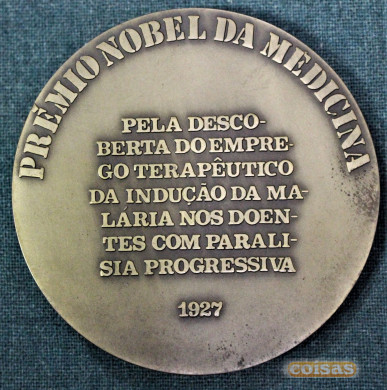 PRÉMIO NOBEL DA MEDICINA
PELA DESCO-
BERTA DO EMPRE-
GO TERAPÊUTICO
DA INDUÇÃO DA MA-
LÁRIA NOS DOEN-
TES COM PARALI-
SIA PROGRESSIVA
1927
coisas